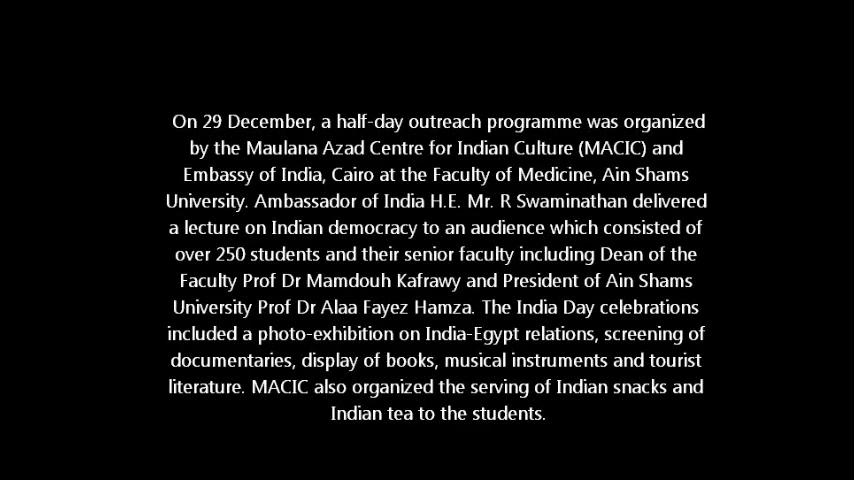 On 29 December, a half-day outreach programme was organized
by the Maulana Azad Centre for Indian Culture (MACIC) and
Embassy of India, Cairo at the Faculty of Medicine, Ain Shams
University. Ambassador of India H.E. Mr. R Swaminathan delivered
a lecture on Indian democracy to an audience which consisted of
over 250 students and their senior faculty including Dean of the
Faculty Prof Dr Mamdouh Kafrawy and President of Ain Shams
University Prof Dr Alaa Fayez Hamza. The India Day celebrations
included a photo-exhibition on India-Egypt relations, screening of
documentaries, display of books, musical instruments and tourist
literature. MACIC also organized the serving of Indian snacks and
Indian tea to the students.